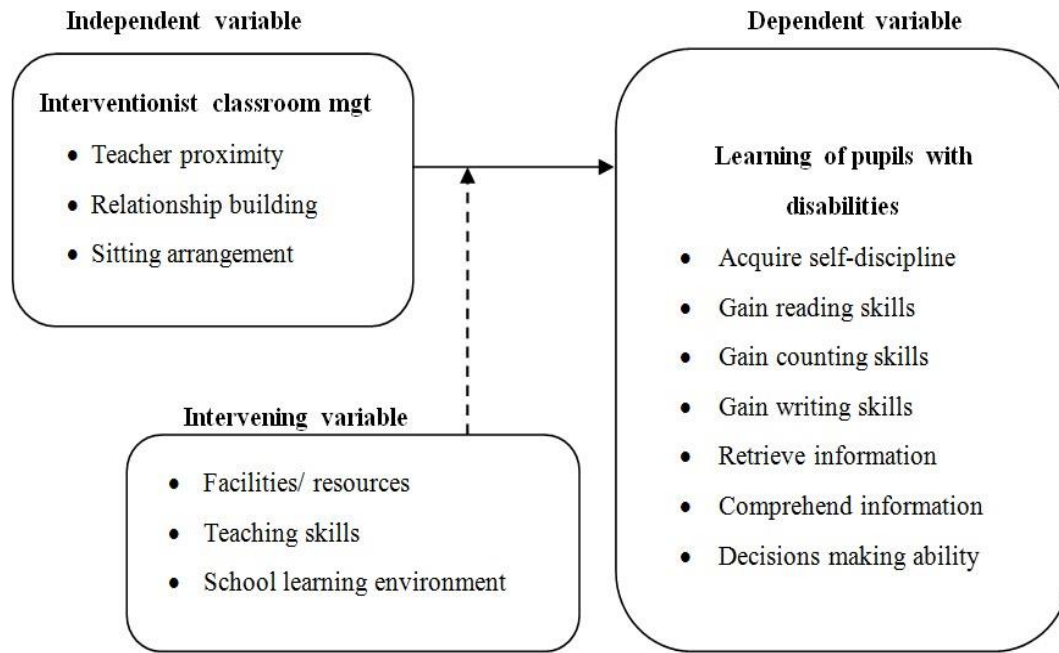 Independent variable
Interventionist classroom mgt
• Teacher proximity
• Relationship building
• Sitting arrangement
Intervening variable
• Facilities/ resources
• Teaching skills
• School learning environment
Dependent variable
Learning of pupils with
disabilities
• Acquire self-discipline
• Gain reading skills
• Gain counting skills
• Gain writing skills
• Retrieve information
• Comprehend information
• Decisions making ability